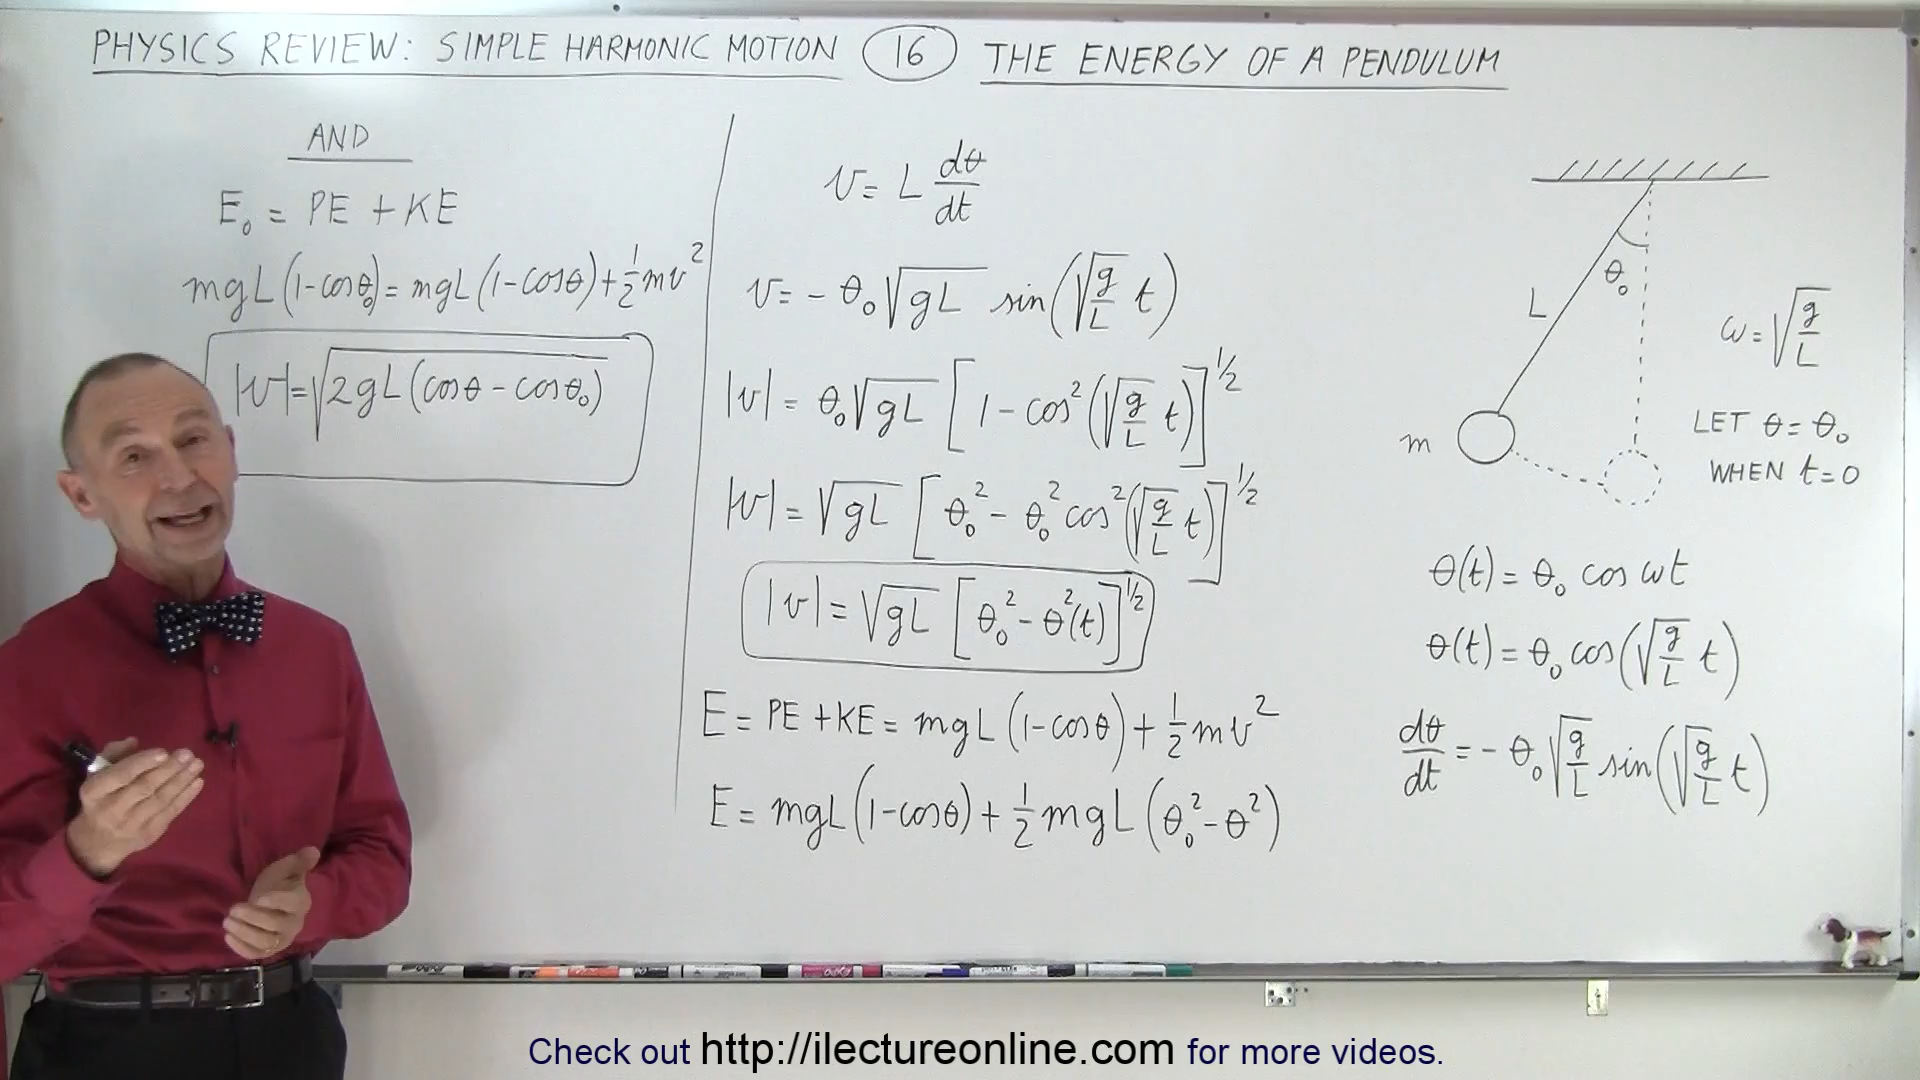 PHYSICS REVIEW: SIMPLE HARMONIC MOTION (16) THE ENERGY OF A PENDULUM
AND
E₀ = PE + KE
mgL(1-cosθ₀) = mgL(1-cosθ) + ½mv²
|v| = √(2gL(cosθ - cosθ₀))
v = L dθ/dt
v = - θ₀√(gL) sin(√(g/L) t)
|v| = θ₀√(gL) [1 - cos²(√(g/L) t)]^½
|v| = √(gL) [θ₀² - θ₀² cos²(√(g/L) t)]^½
|v| = √(gL) [θ₀² - θ²(t)]^½
E = PE + KE = mgL(1-cosθ) + ½mv²
E = mgL(1-cosθ) + ½mgL(θ₀² - θ²)
θ₀
L
m
ω = √(g/L)
LET θ = θ₀
WHEN t = 0
θ(t) = θ₀ cos ωt
θ(t) = θ₀ cos(√(g/L) t)
dθ/dt = - θ₀√(g/L) sin(√(g/L) t)
Check out http://ilectureonline.com for more videos.